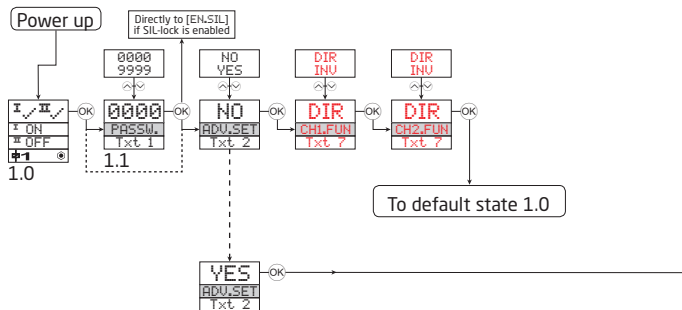 Power up
Directly to [EN.SIL]
if SIL-lock is enabled
0000
9999
NO
YES
DIR
INV
DIR
INV
I / II /
I ON
II OFF
1.0
OK
0000
PASSW.
Txt 1
1.1
OK
NO
ADV.SET
Txt 2
OK
DIR
CH1.FUN
Txt 7
OK
DIR
CH2.FUN
Txt 7
OK
To default state 1.0
YES
ADV.SET
Txt 2
OK